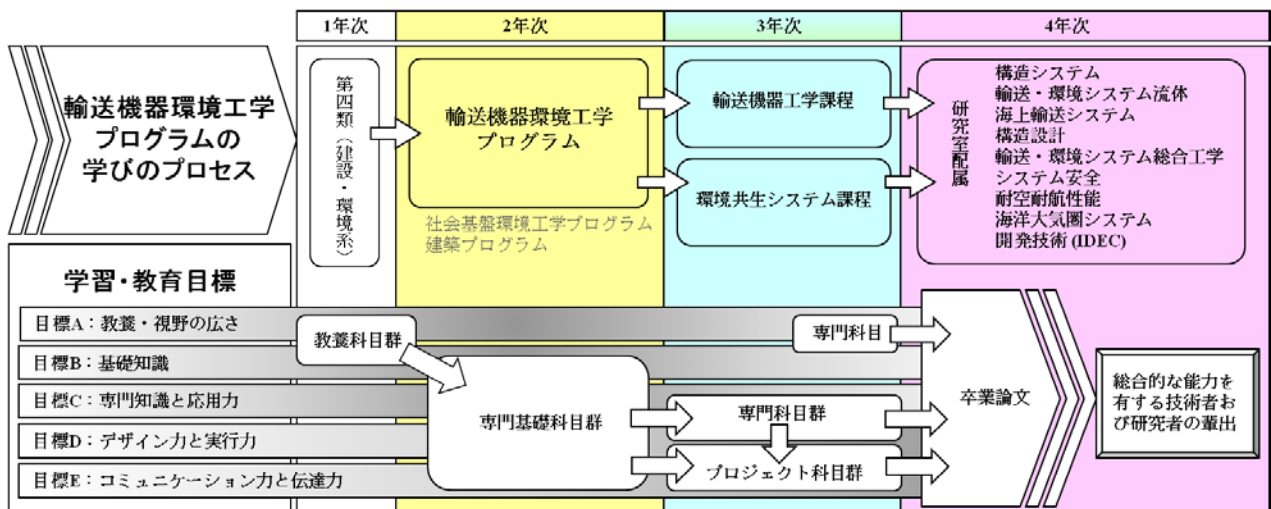 1年次
2年次
3年次
4年次
輸送機器環境工学
プログラムの
学びのプロセス
第四類（建設・環境系）
輸送機器環境工学
プログラム
社会基盤環境工学プログラム
建築プログラム
輸送機器工学課程
環境共生システム課程
研究室配属
構造システム
輸送・環境システム流体
海上輸送システム
構造設計
輸送・環境システム総合工学
システム安全
耐空耐航性能
海洋大気圏システム
開発技術 (IDEC)
学習・教育目標
目標A：教養・視野の広さ
目標B：基礎知識
目標C：専門知識と応用力
目標D：デザイン力と実行力
目標E：コミュニケーション力と伝達力
教養科目群
専門基礎科目群
専門科目
専門科目群
プロジェクト科目群
卒業論文
総合的な能力を
有する技術者お
び研究者の輩出